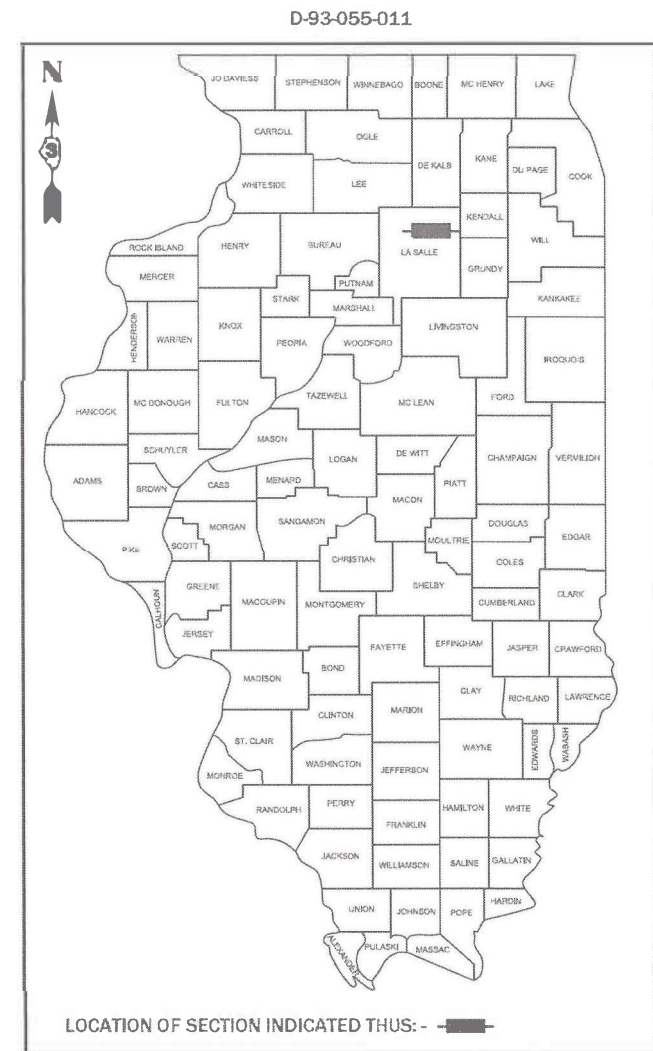 D-93-055-011
N
3
JO DAVIESS STEPHENSON WINNEBAGO BOONE MC HENRY LAKE
CARROLL OGLE
DE KALB KANE DU PAGE COOK
WHITESIDE LEE
KENDALL
ROCK ISLAND HENRY BUREAU LA SALLE WILL
MERCER PUTNAM GRUNDY
STARK MARSHALL KANKAKEE
HENDERSON WARREN KNOX PEORIA WOODFORD LIVINGSTON
IROQUOIS
TAZEWELL MC LEAN FORD
HANCOCK MC DONOUGH FULTON
MASON
SCHUYLER LOGAN DE WITT CHAMPAIGN VERMILION
ADAMS BROWN CASS MENARD PIATT
MACON
MORGAN SANGAMON DOUGLAS
PIKE SCOTT CHRISTIAN MOULTRIE EDGAR
COLES
GREENE SHELBY
CALHOUN MACOUPIN MONTGOMERY CUMBERLAND CLARK
JERSEY
FAYETTE EFFINGHAM JASPER CRAWFORD
MADISON BOND
CLAY RICHLAND LAWRENCE
CLINTON MARION
ST. CLAIR WAYNE EDWARDS WABASH
WASHINGTON JEFFERSON
MONROE
RANDOLPH PERRY HAMILTON WHITE
FRANKLIN
JACKSON WILLIAMSON SALINE GALLATIN
UNION JOHNSON POPE HARDIN
ALEXANDER PULASKI MASSAC
LOCATION OF SECTION INDICATED THUS: -